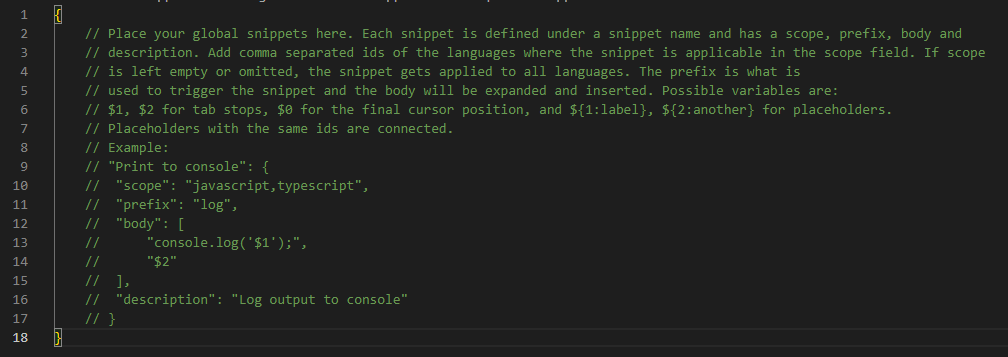 1 {
2 // Place your global snippets here. Each snippet is defined under a snippet name and has a scope, prefix, body and
3 // description. Add comma separated ids of the languages where the snippet is applicable in the scope field. If scope
4 // is left empty or omitted, the snippet gets applied to all languages. The prefix is what is
5 // used to trigger the snippet and the body will be expanded and inserted. Possible variables are:
6 // $1, $2 for tab stops, $0 for the final cursor position, and ${1:label}, ${2:another} for placeholders.
7 // Placeholders with the same ids are connected.
8 // Example:
9 // "Print to console": {
10 // "scope": "javascript,typescript",
11 // "prefix": "log",
12 // "body": [
13 // "console.log('$1');",
14 // "$2"
15 // ],
16 // "description": "Log output to console"
17 // }
18 }